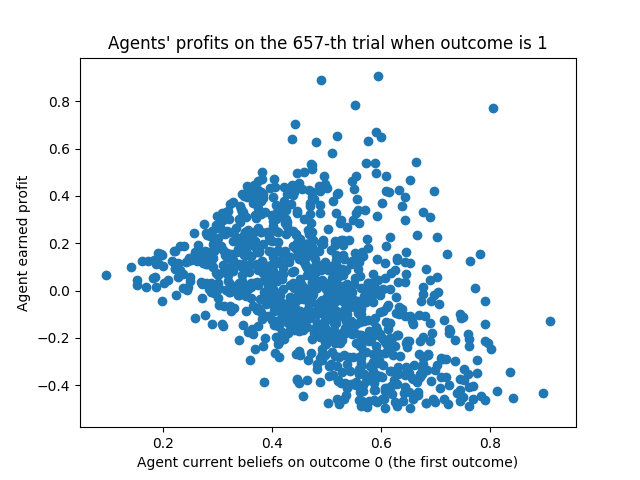 Agents' profits on the 657-th trial when outcome is 1
0.8
0.6
0.4
0.2
0.0
−0.2
−0.4
Agent earned profit
0.2 0.4 0.6 0.8
Agent current beliefs on outcome 0 (the first outcome)